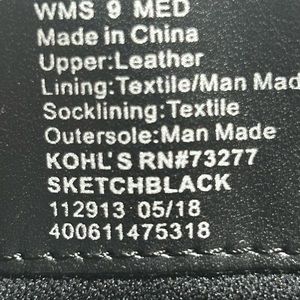 WMS 9 MED
Made in China
Upper:Leather
Lining:Textile/Man Made
Socklining:Textile
Outersole:Man Made
KOHL'S RN#73277
SKETCHBLACK
112913 05/18
400611475318